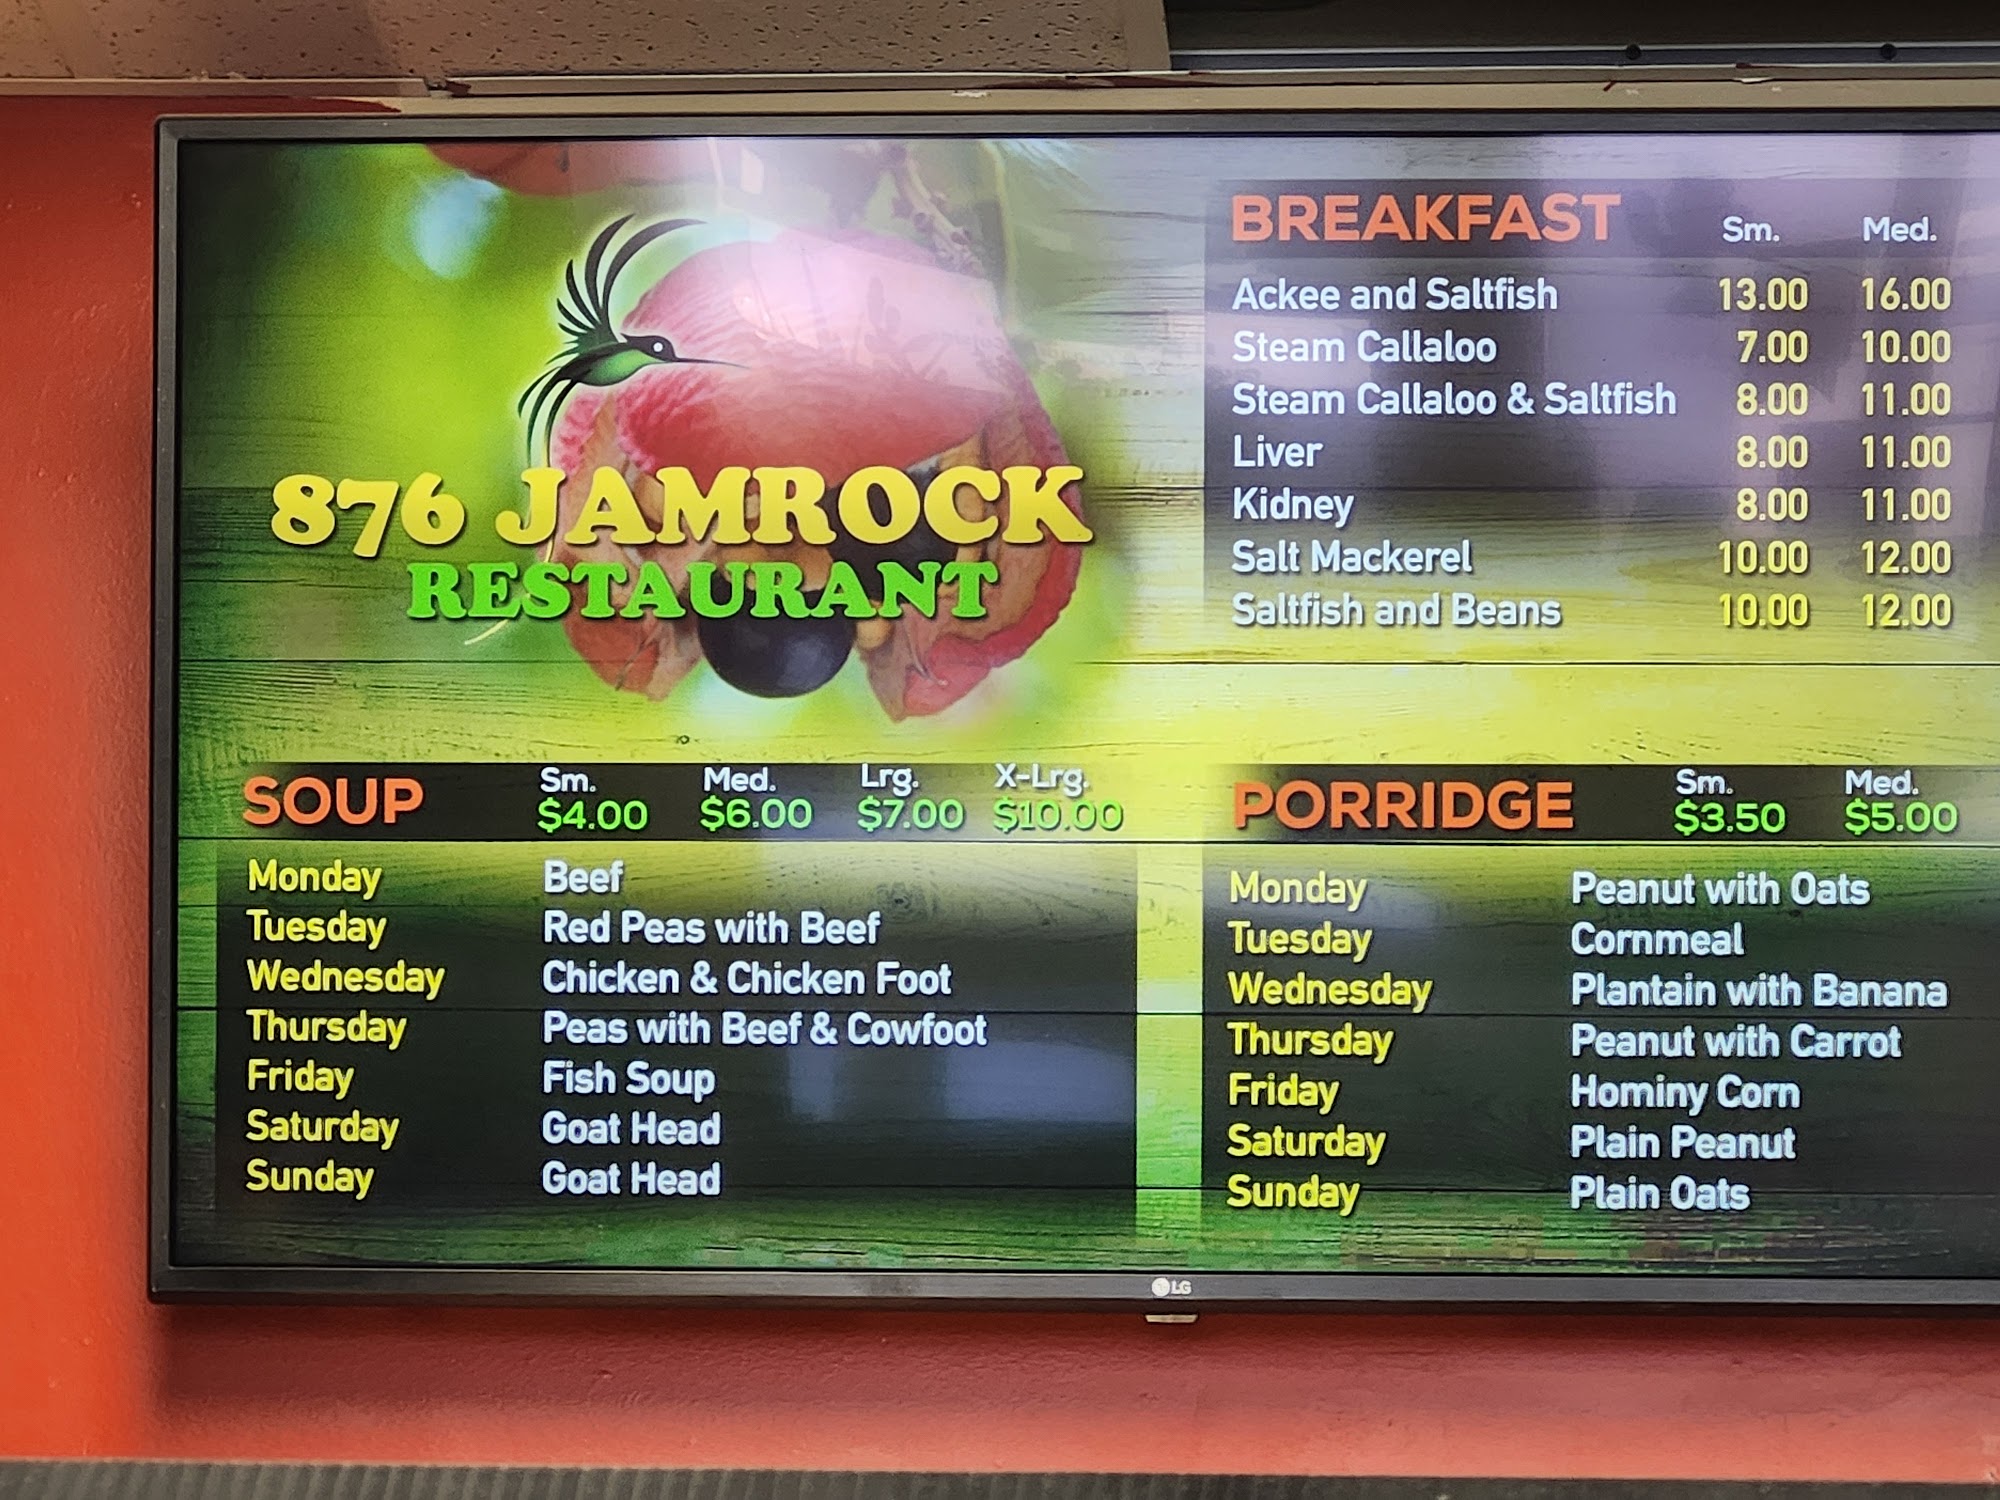 876 JAMROCK
RESTAURANT
BREAKFAST Sm. Med.
Ackee and Saltfish 13.00 16.00
Steam Callaloo 7.00 10.00
Steam Callaloo & Saltfish 8.00 11.00
Liver 8.00 11.00
Kidney 8.00 11.00
Salt Mackerel 10.00 12.00
Saltfish and Beans 10.00 12.00
SOUP Sm. Med. Lrg. X-Lrg.
$4.00 $6.00 $7.00 $10.00
Monday Beef
Tuesday Red Peas with Beef
Wednesday Chicken & Chicken Foot
Thursday Peas with Beef & Cowfoot
Friday Fish Soup
Saturday Goat Head
Sunday Goat Head
PORRIDGE Sm. Med.
$3.50 $5.00
Monday Peanut with Oats
Tuesday Cornmeal
Wednesday Plantain with Banana
Thursday Peanut with Carrot
Friday Hominy Corn
Saturday Plain Peanut
Sunday Plain Oats
LG